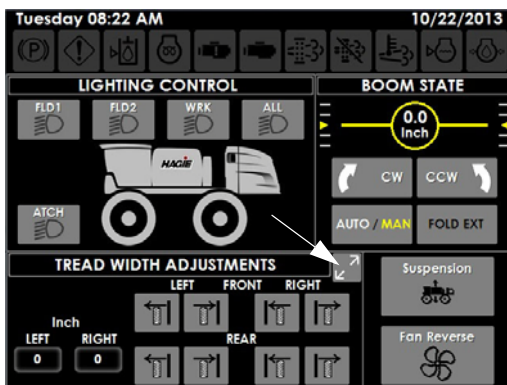 Tuesday 08:22 AM 10/22/2013
(P)
LIGHTING CONTROL
FLD1 FLD2 WRK ALL
HAGIE
ATCH
BOOM STATE
0.0
Inch
CW CCW
AUTO / MAN FOLD EXT
TREAD WIDTH ADJUSTMENTS
LEFT FRONT RIGHT
Inch
LEFT RIGHT
0 0
REAR
Suspension
Fan Reverse